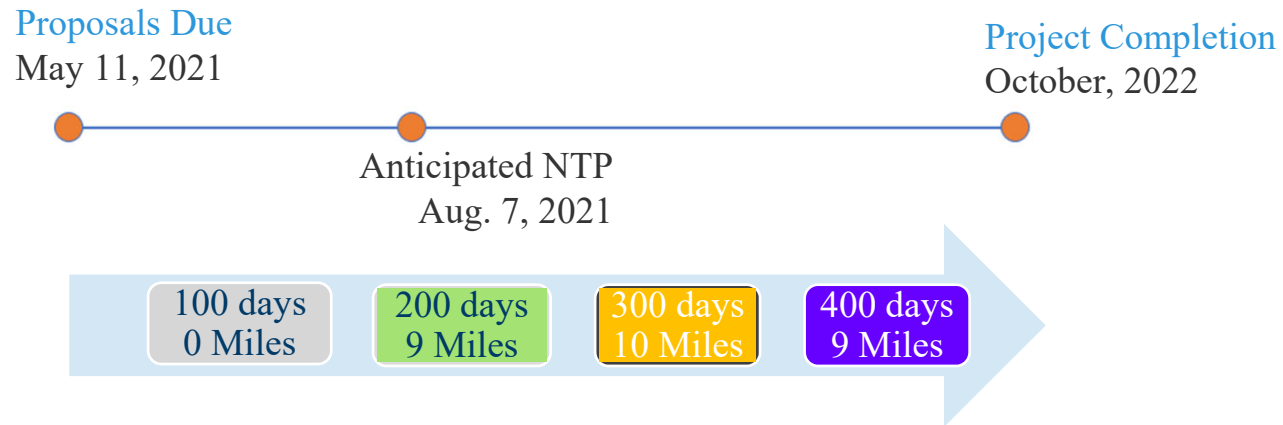 Proposals Due
May 11, 2021
Project Completion
October, 2022
Anticipated NTP
Aug. 7, 2021
100 days
0 Miles
200 days
9 Miles
300 days
10 Miles
400 days
9 Miles